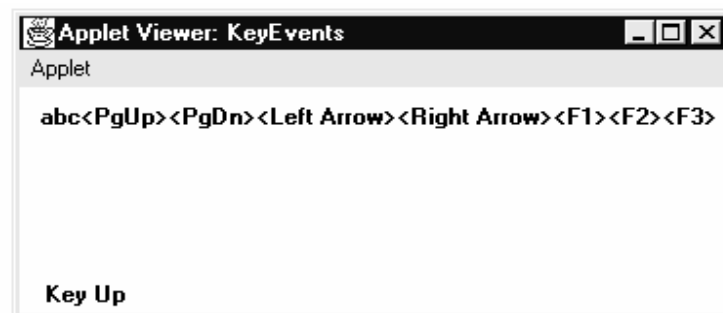 Applet Viewer: KeyEvents
Applet
abc<PgUp><PgDn><Left Arrow><Right Arrow><F1><F2><F3>
Key Up